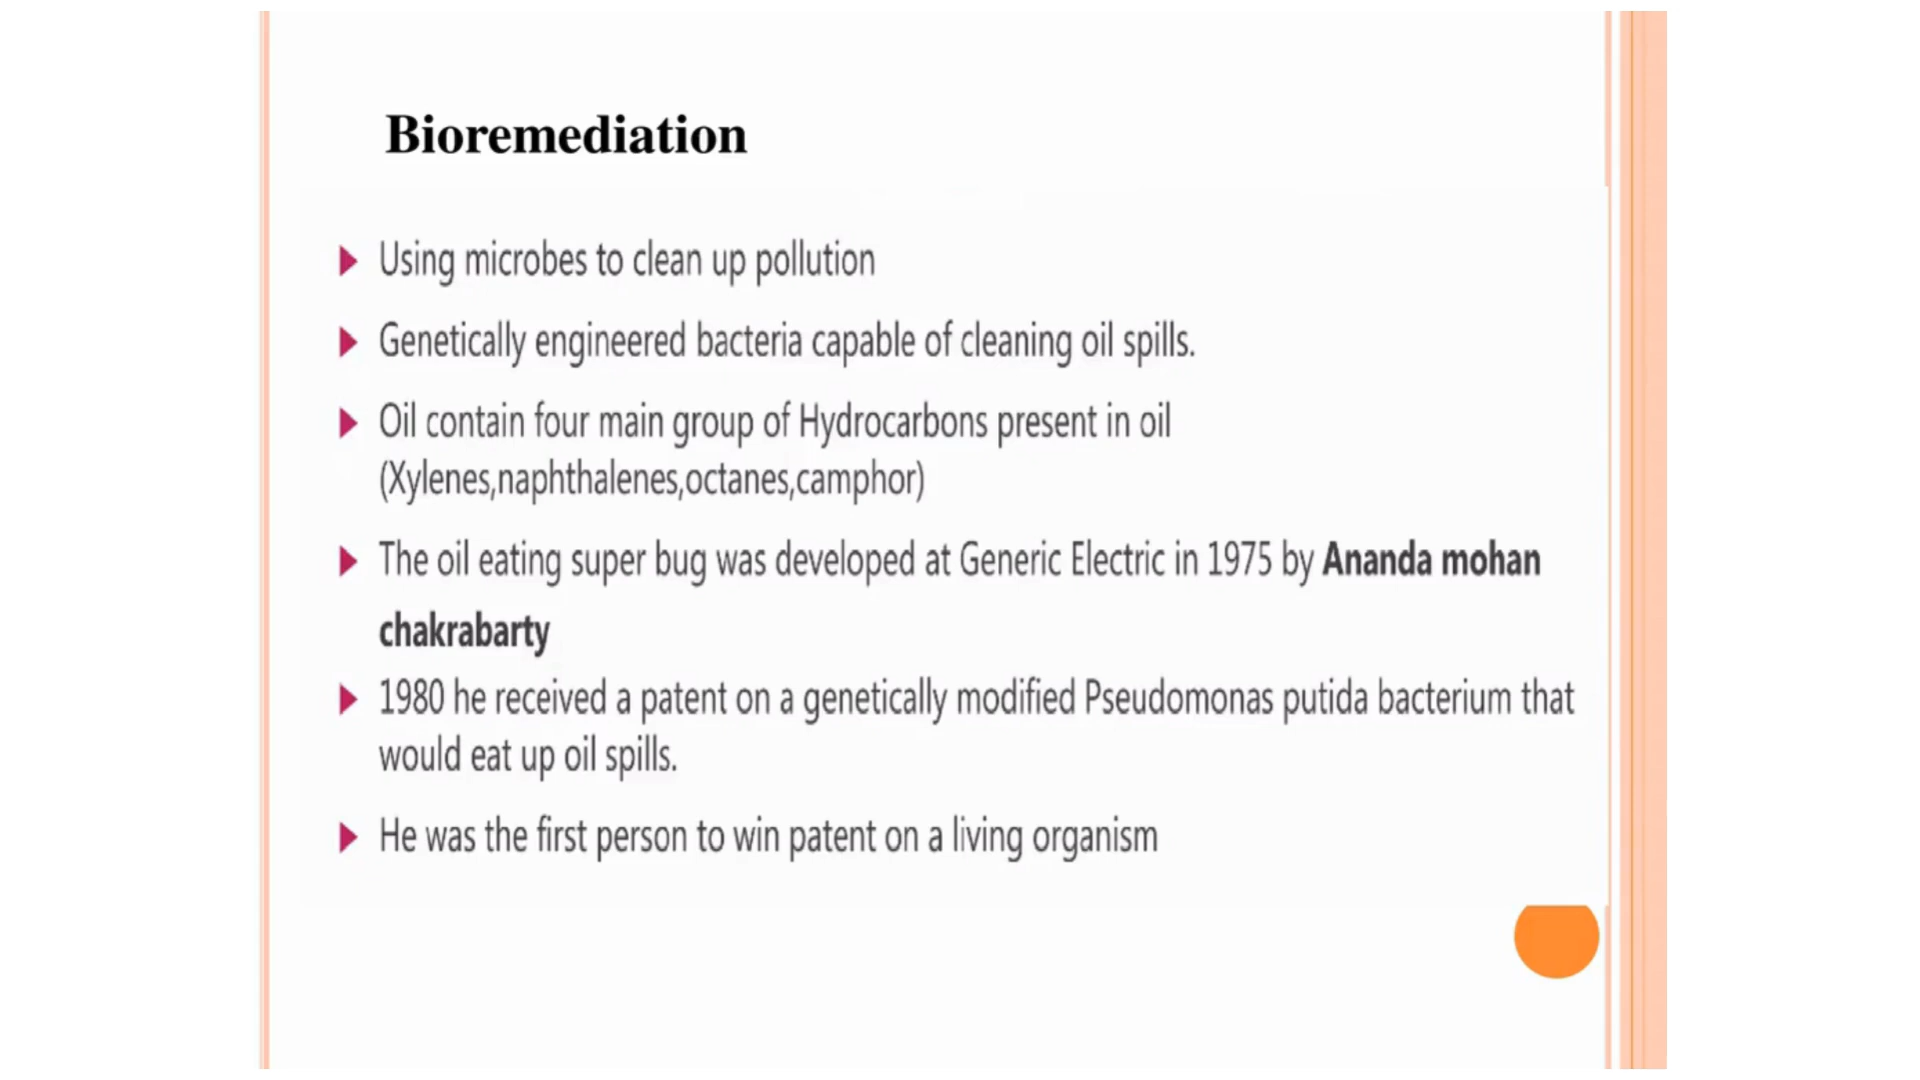 Bioremediation
Using microbes to clean up pollution
Genetically engineered bacteria capable of cleaning oil spills.
Oil contain four main group of Hydrocarbons present in oil
(Xylenes,naphthalenes,octanes,camphor)
The oil eating super bug was developed at Generic Electric in 1975 by Ananda mohan
chakrabarty
1980 he received a patent on a genetically modified Pseudomonas putida bacterium that
would eat up oil spills.
He was the first person to win patent on a living organism